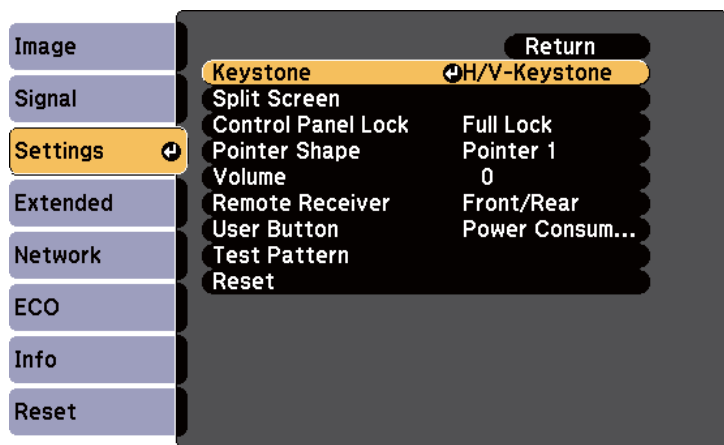 Image
Signal
Settings
Extended
Network
ECO
Info
Reset
Return
Keystone H/V-Keystone
Split Screen
Control Panel Lock Full Lock
Pointer Shape Pointer 1
Volume 0
Remote Receiver Front/Rear
User Button Power Consum...
Test Pattern
Reset